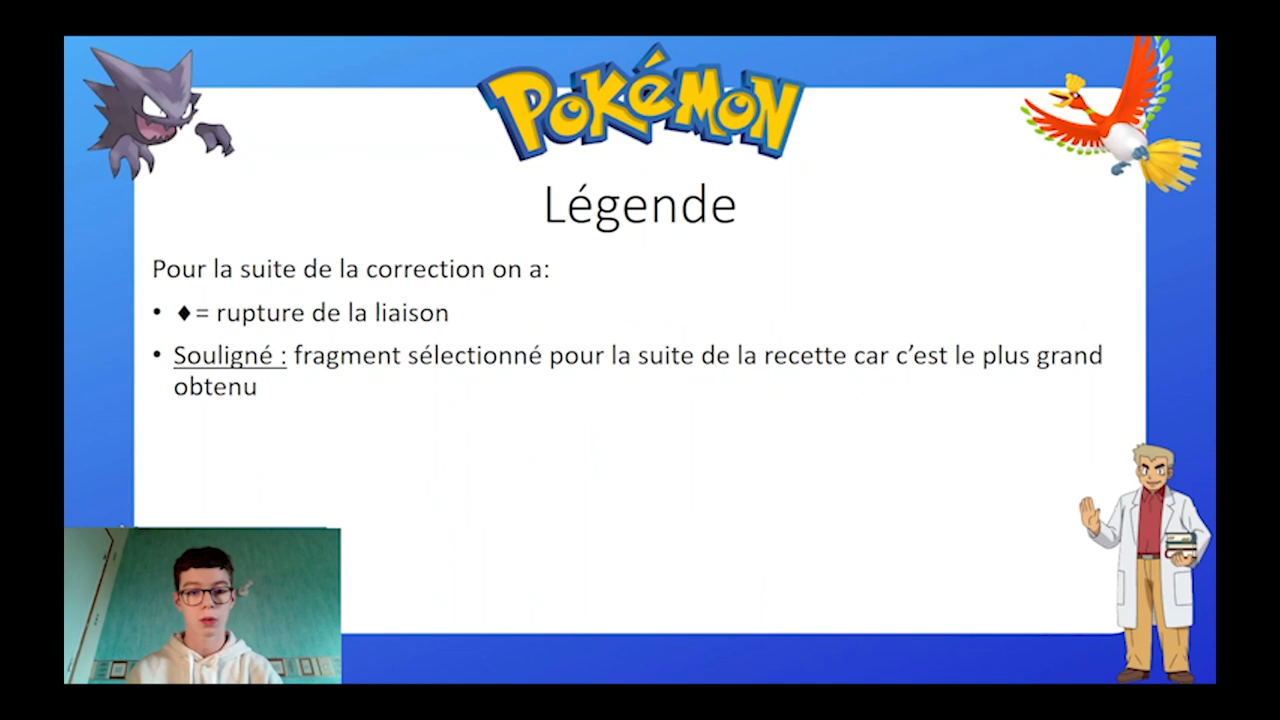 POKéMON
Légende
Pour la suite de la correction on a:
• ♦= rupture de la liaison
• Souligné : fragment sélectionné pour la suite de la recette car c’est le plus grand
obtenu